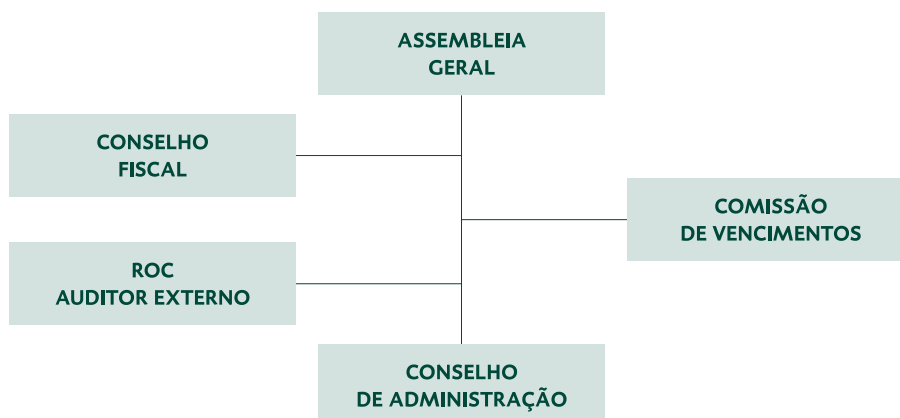 ASSEMBLEIA
GERAL
CONSELHO
FISCAL
COMISSÃO
DE VENCIMENTOS
ROC
AUDITOR EXTERNO
CONSELHO
DE ADMINISTRAÇÃO